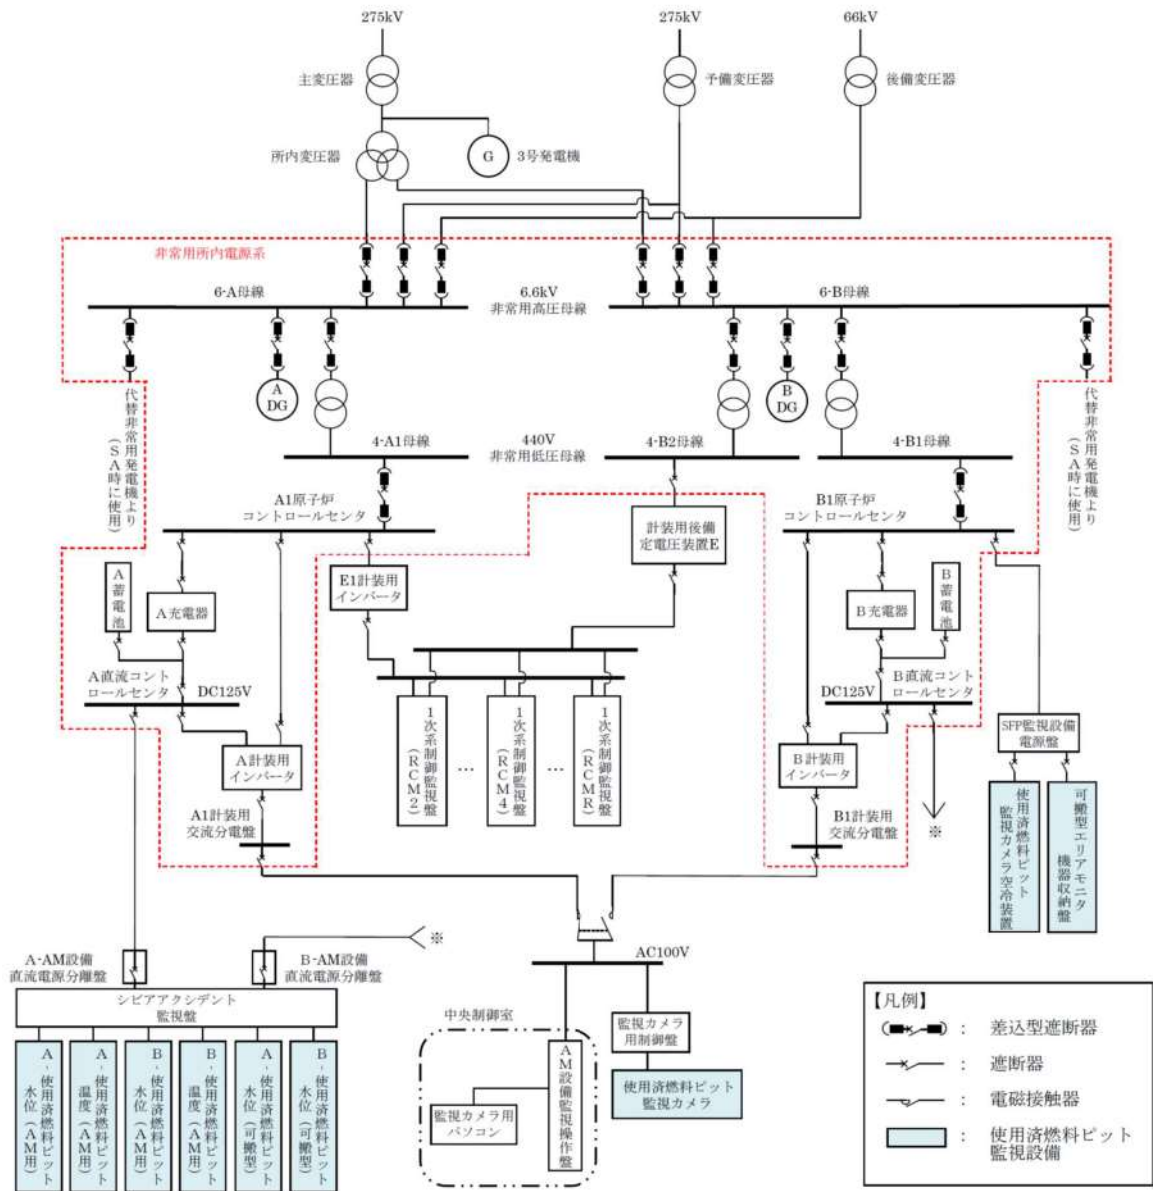 275kV
275kV
66kV
主変圧器
予備変圧器
後備変圧器
所内変圧器
G
3号発電機
非常用所内電源系
6-A母線
6.6kV
非常用高圧母線
6-B母線
A
DG
B
DG
代替非常用発電機より
(SA時に使用)
代替非常用発電機より
(SA時に使用)
4-A1母線
440V
非常用低圧母線
4-B2母線
4-B1母線
A1原子炉
コントロールセンタ
B1原子炉
コントロールセンタ
計装用後備
定電圧装置E
A蓄電池
A充電器
E1計装用
インバータ
B充電器
B蓄電池
A直流コント
ロールセンタ
DC125V
DC125V
B直流コント
ロールセンタ
1次系制御監視盤
(RCM2)
…
1次系制御監視盤
(RCM4)
…
1次系制御監視盤
(RCMR)
A計装用
インバータ
B計装用
インバータ
SFP監視設備
電源盤
A1計装用
交流分電盤
B1計装用
交流分電盤
※
使用済燃料ピット
監視カメラ空冷装置
可搬型エリアモニタ
機器収納盤
※
A-AM設備
直流電源分離盤
B-AM設備
直流電源分離盤
AC100V
シビアアクシデント
監視盤
A-使用済燃料ピット
水位(AM用)
A-使用済燃料ピット
温度(AM用)
B-使用済燃料ピット
水位(AM用)
B-使用済燃料ピット
温度(AM用)
A-使用済燃料ピット
水位(可搬型)
B-使用済燃料ピット
水位(可搬型)
中央制御室
AM設備監視操作盤
監視カメラ用
パソコン
監視カメラ
用制御盤
使用済燃料ピット
監視カメラ
【凡例】
: 差込型遮断器
: 遮断器
: 電磁接触器
: 使用済燃料ピット
監視設備